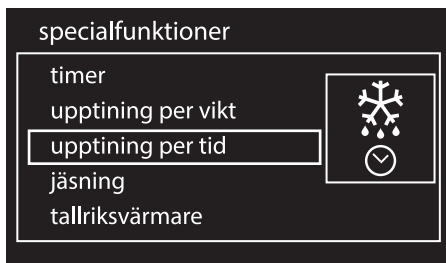 specialfunktioner
timer
upptining per vikt
upptining per tid
jäsning
tallriksvärmare